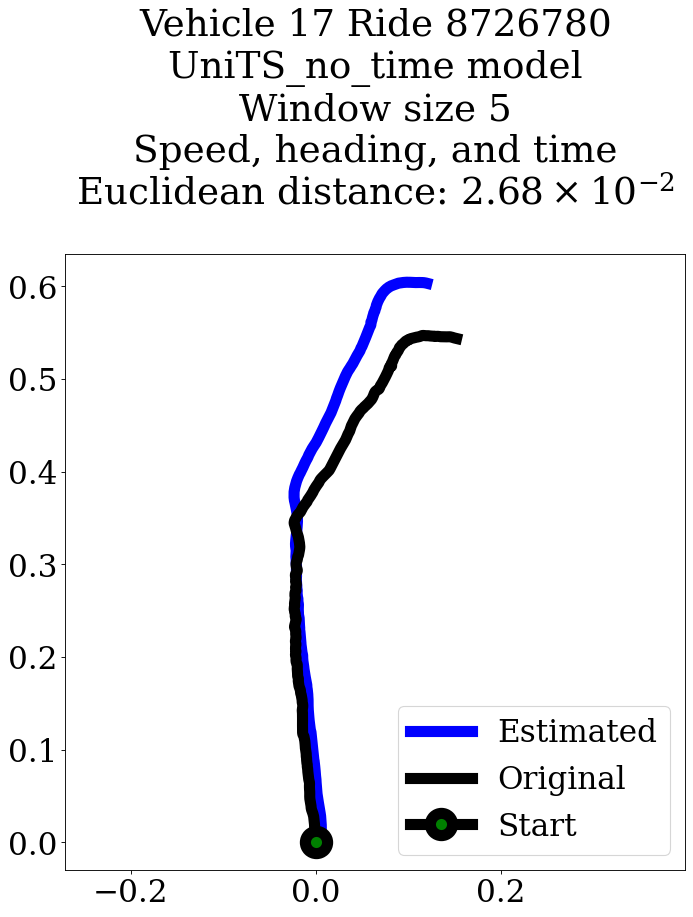 Vehicle 17 Ride 8726780
UniTS_no_time model
Window size 5
Speed, heading, and time
Euclidean distance: 2.68 × 10⁻²
0.6
0.5
0.4
0.3
0.2
0.1
0.0
Estimated
Original
Start
−0.2 0.0 0.2